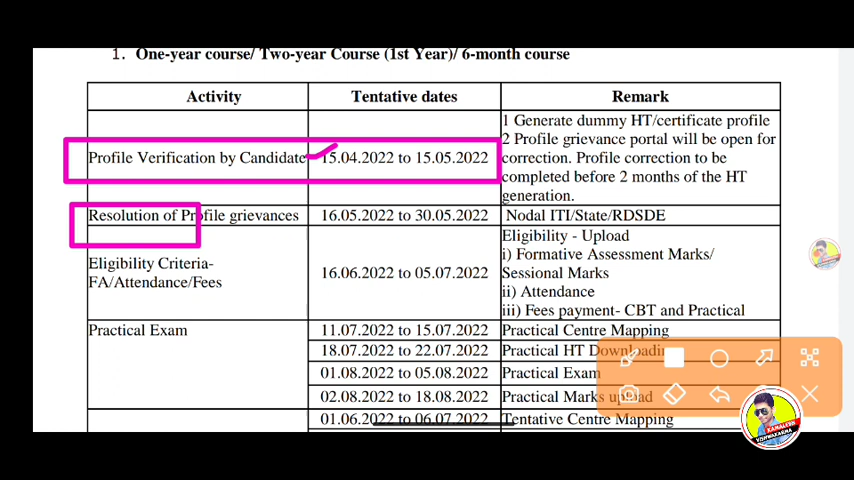 1. One-year course/ Two-year Course (1st Year)/ 6-month course
Activity Tentative dates Remark
Profile Verification by Candidate 15.04.2022 to 15.05.2022
1 Generate dummy HT/certificate profile
2 Profile grievance portal will be open for
correction. Profile correction to be
completed before 2 months of the HT
generation.
Resolution of Profile grievances 16.05.2022 to 30.05.2022 Nodal ITI/State/RDSDE
Eligibility Criteria-
FA/Attendance/Fees
16.06.2022 to 05.07.2022
Eligibility - Upload
i) Formative Assessment Marks/
Sessional Marks
ii) Attendance
iii) Fees payment- CBT and Practical
Practical Exam 11.07.2022 to 15.07.2022 Practical Centre Mapping
18.07.2022 to 22.07.2022 Practical HT Downloading
01.08.2022 to 05.08.2022 Practical Exam
02.08.2022 to 18.08.2022 Practical Marks upload
01.06.2022 to 06.07.2022 Tentative Centre Mapping
KAMALESH
VISHWAKARMA